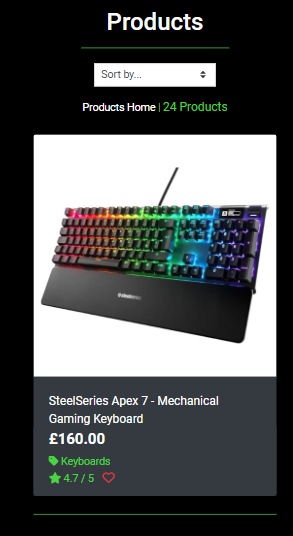 Products
Sort by...
Products Home | 24 Products
steelseries
SteelSeries Apex 7 - Mechanical
Gaming Keyboard
£160.00
Keyboards
4.7 / 5